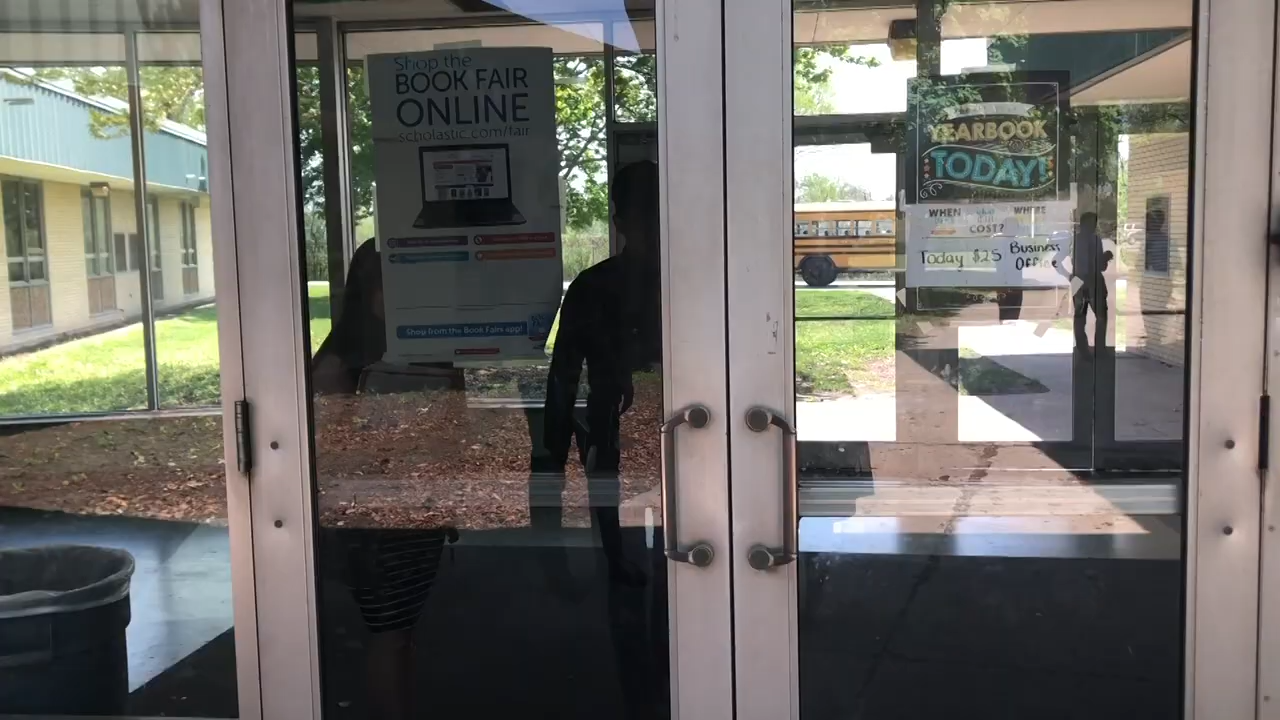 Shop the
BOOK FAIR
ONLINE
scholastic.com/fair
Shop from the Book Fairs app!
YEARBOOK
TODAY!
WHEN WHERE
COST?
Today $25 Business
Office